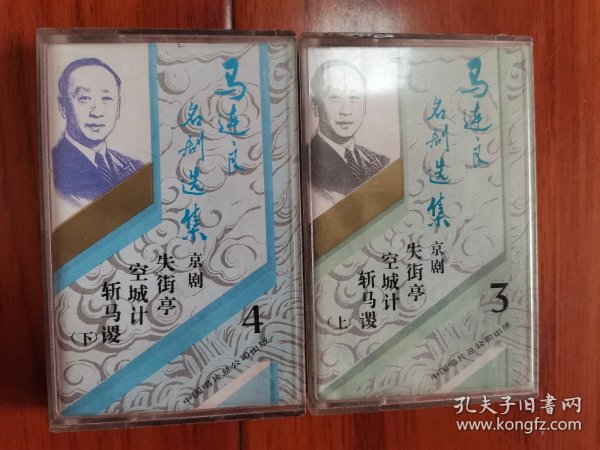 马连良
名剧选集
京剧
失街亭
空城计
斩马谡
（下）
4
中国唱片总公司出版
马连良
名剧选集
京剧
失街亭
空城计
斩马谡
（上）
3
中国唱片总公司出版
孔夫子旧书网
www.kongfz.com